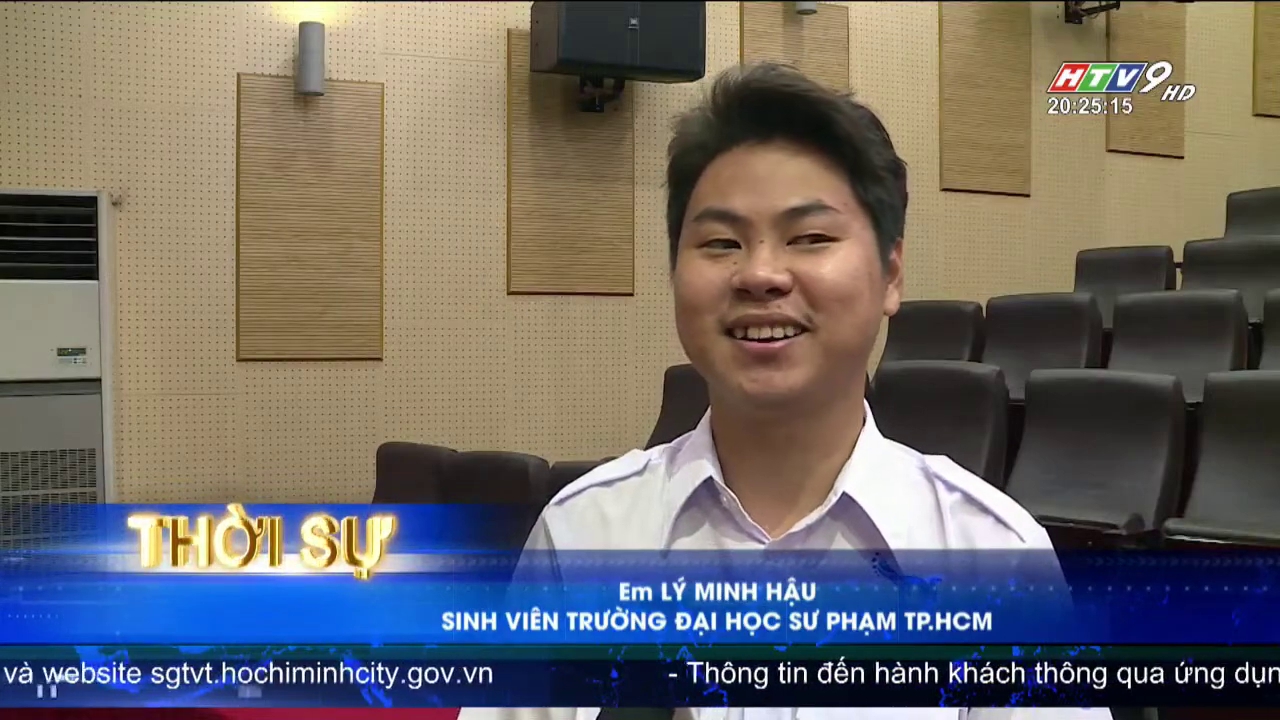 HTV9 HD
20:25:15
THỜI SỰ
Em LÝ MINH HẬU
SINH VIÊN TRƯỜNG ĐẠI HỌC SƯ PHẠM TP.HCM
và website sgtvt.hochiminhcity.gov.vn - Thông tin đến hành khách thông qua ứng dụn